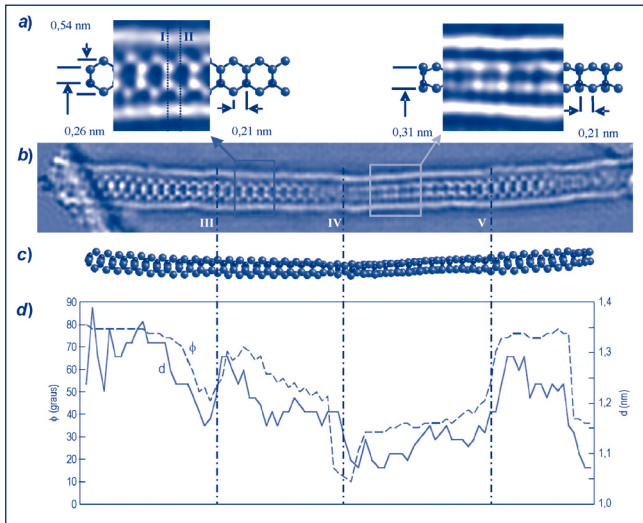 a)
0,54 nm
I
II
0,26 nm
0,21 nm
0,31 nm
0,21 nm
b)
III
IV
V
c)
d)
90
80
70
60
50
40
30
20
10
0
ϕ (graus)
ϕ
d
1,4
1,3
1,2
1,1
1,0
d (nm)